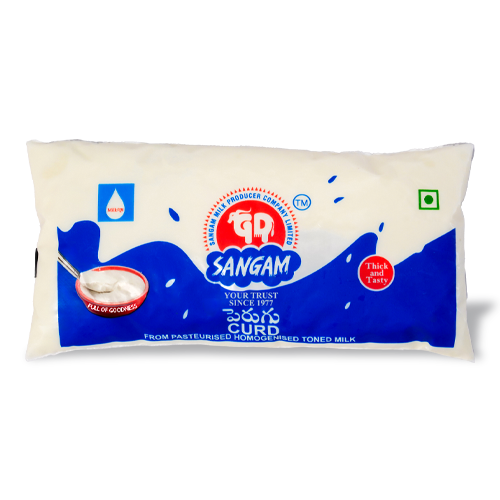 SANGAM MILK PRODUCER COMPANY LIMITED
TM
SANGAM
YOUR TRUST
SINCE 1977
పెరుగు
CURD
FROM PASTEURISED HOMOGENISED TONED MILK
Thick
and
Tasty
FULL OF GOODNESS